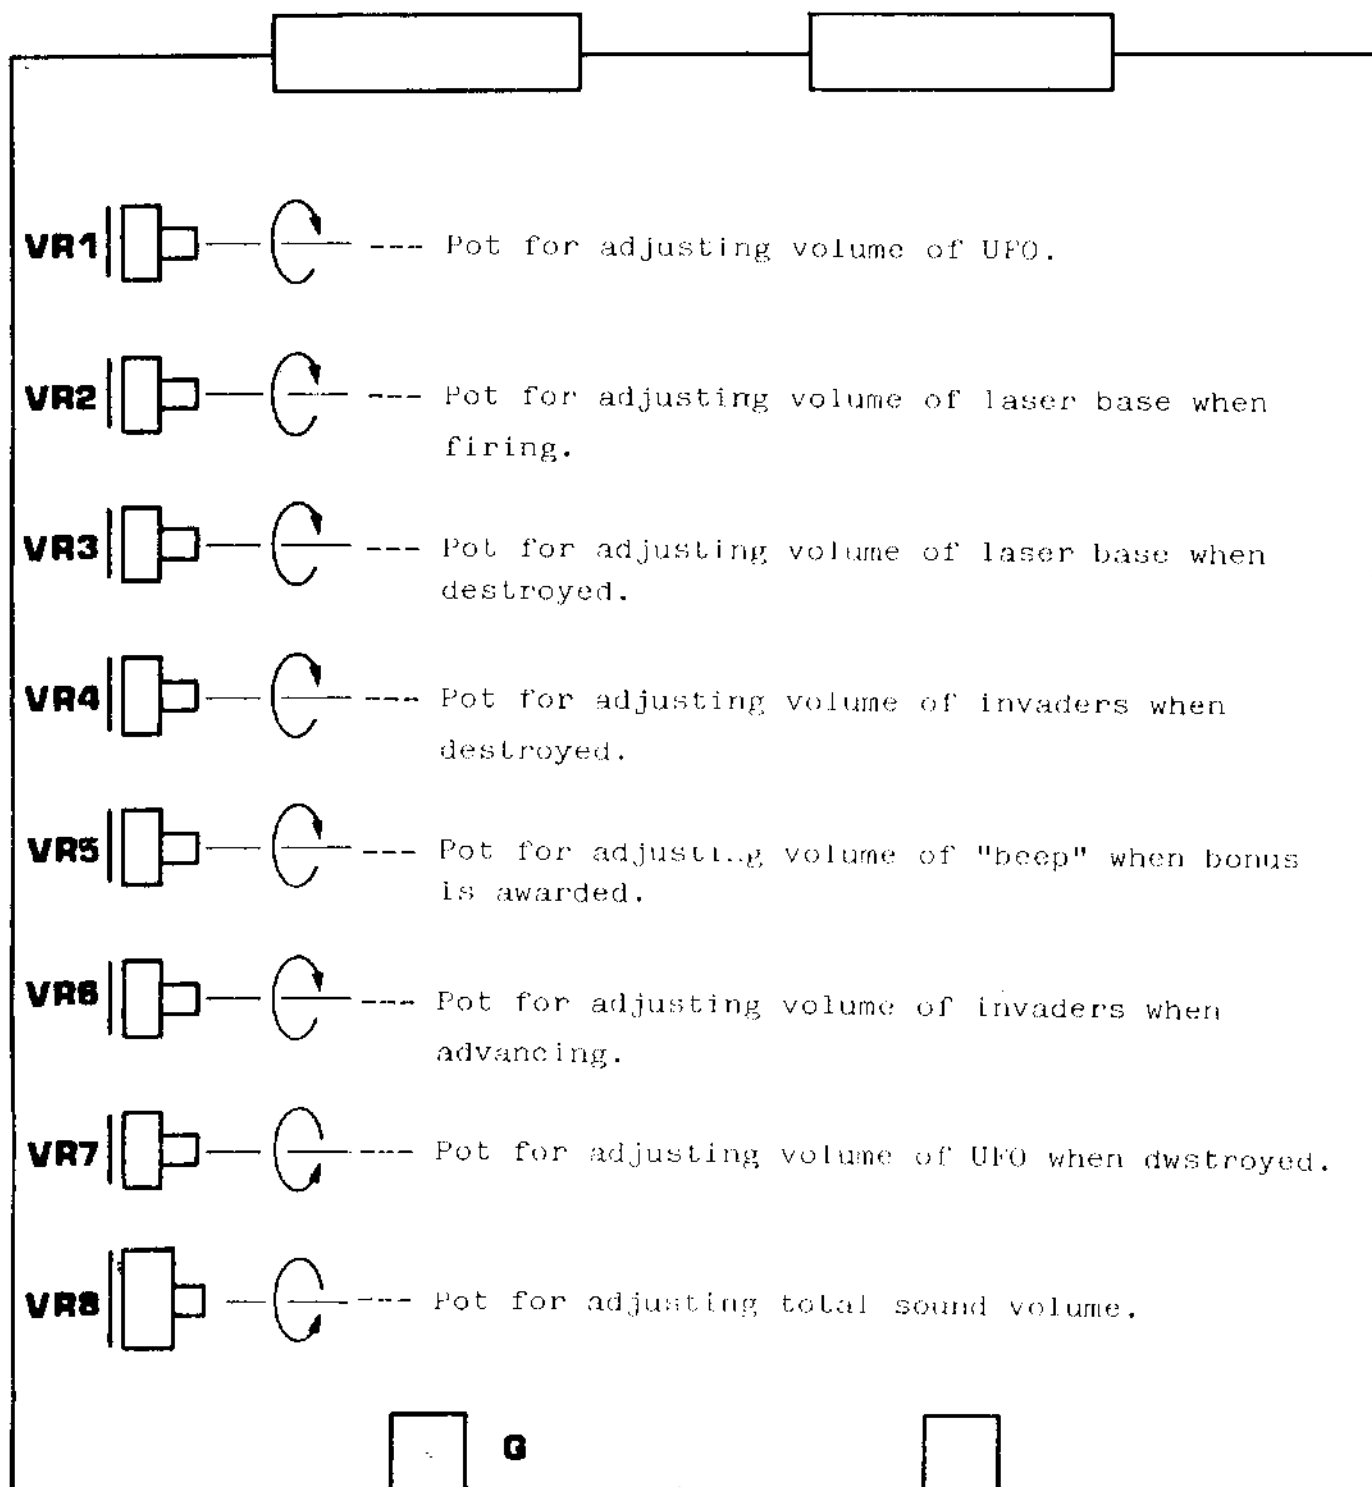 VR1 --- Pot for adjusting volume of UFO.
VR2 --- Pot for adjusting volume of laser base when
firing.
VR3 --- Pot for adjusting volume of laser base when
destroyed.
VR4 --- Pot for adjusting volume of invaders when
destroyed.
VR5 --- Pot for adjusting volume of "beep" when bonus
is awarded.
VR6 --- Pot for adjusting volume of invaders when
advancing.
VR7 --- Pot for adjusting volume of UFO when dwstroyed.
VR8 --- Pot for adjusting total sound volume.
G